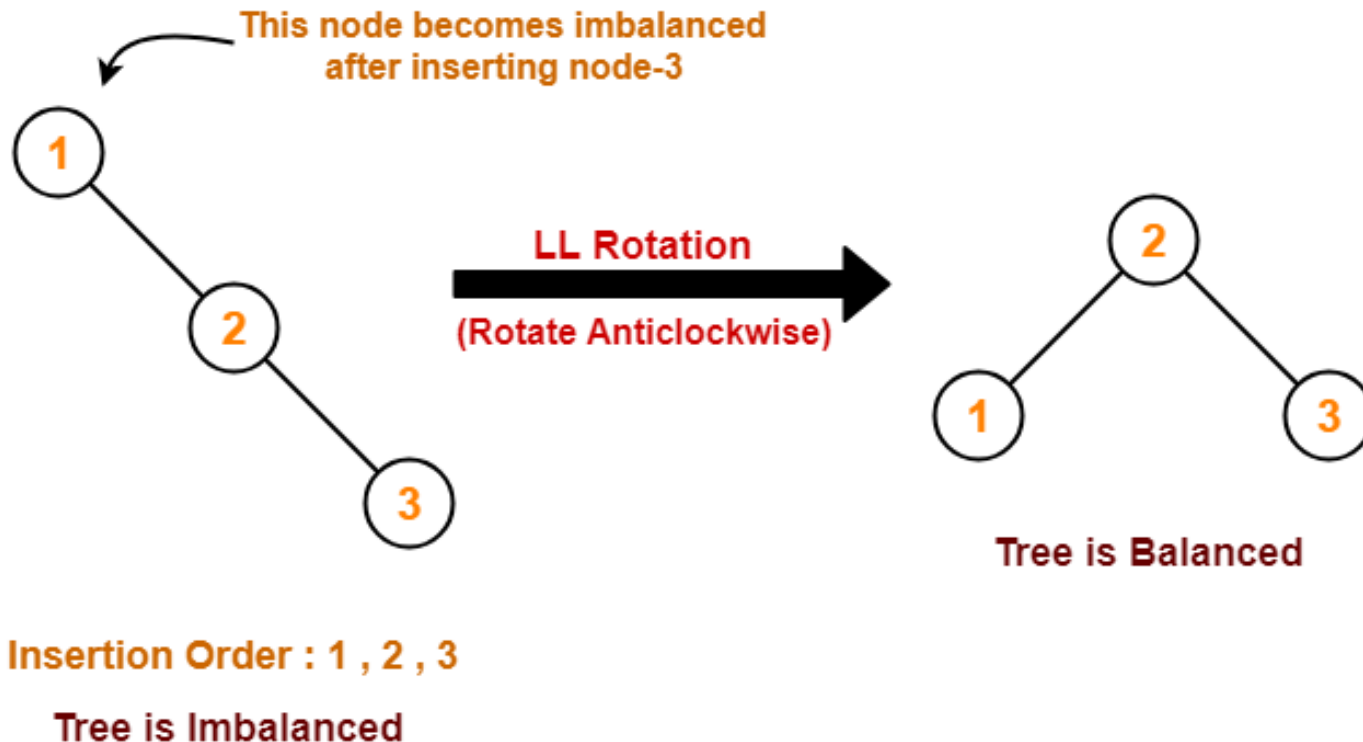 This node becomes imbalanced
after inserting node-3
1
2
3
LL Rotation
(Rotate Anticlockwise)
2
1
3
Tree is Balanced
Insertion Order : 1 , 2 , 3
Tree is Imbalanced